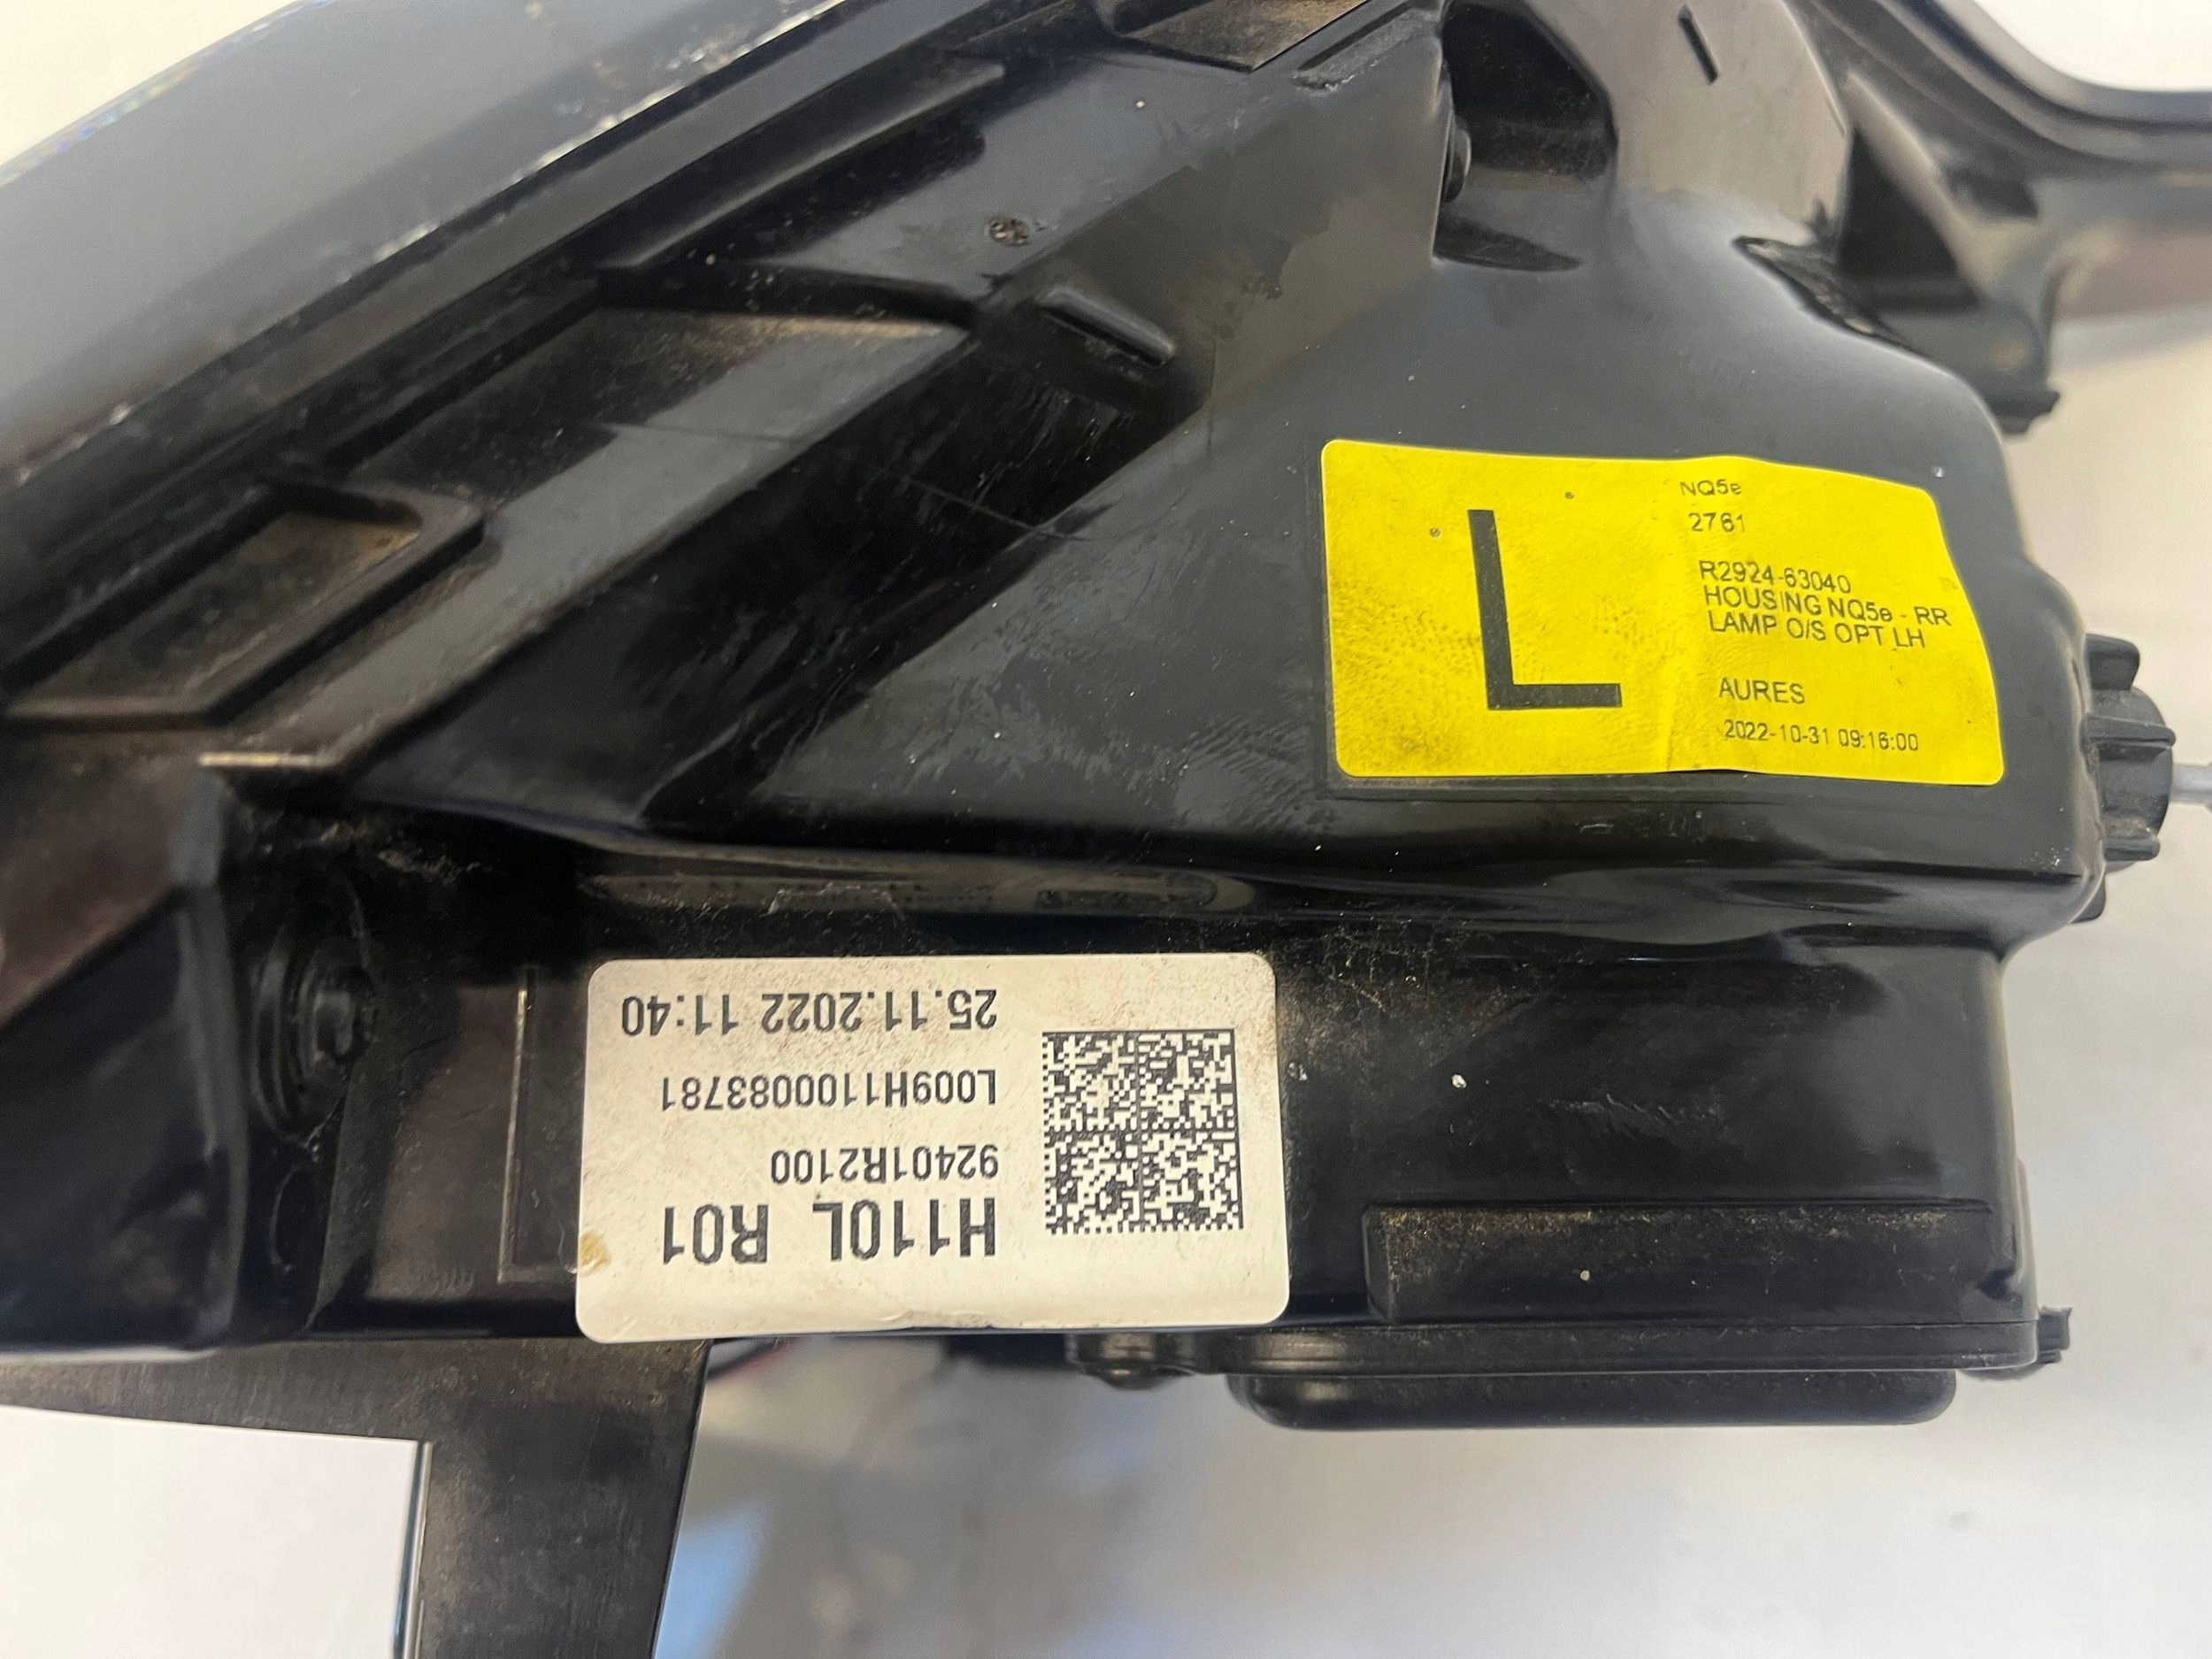 L
NQ5e
2761
R2924-63040
HOUSING NQ5e - RR
LAMP O/S OPT LH
AURES
2022-10-31 09:16:00
H110L R01
92401R2100
L009H1100083781
25.11.2022 11:40